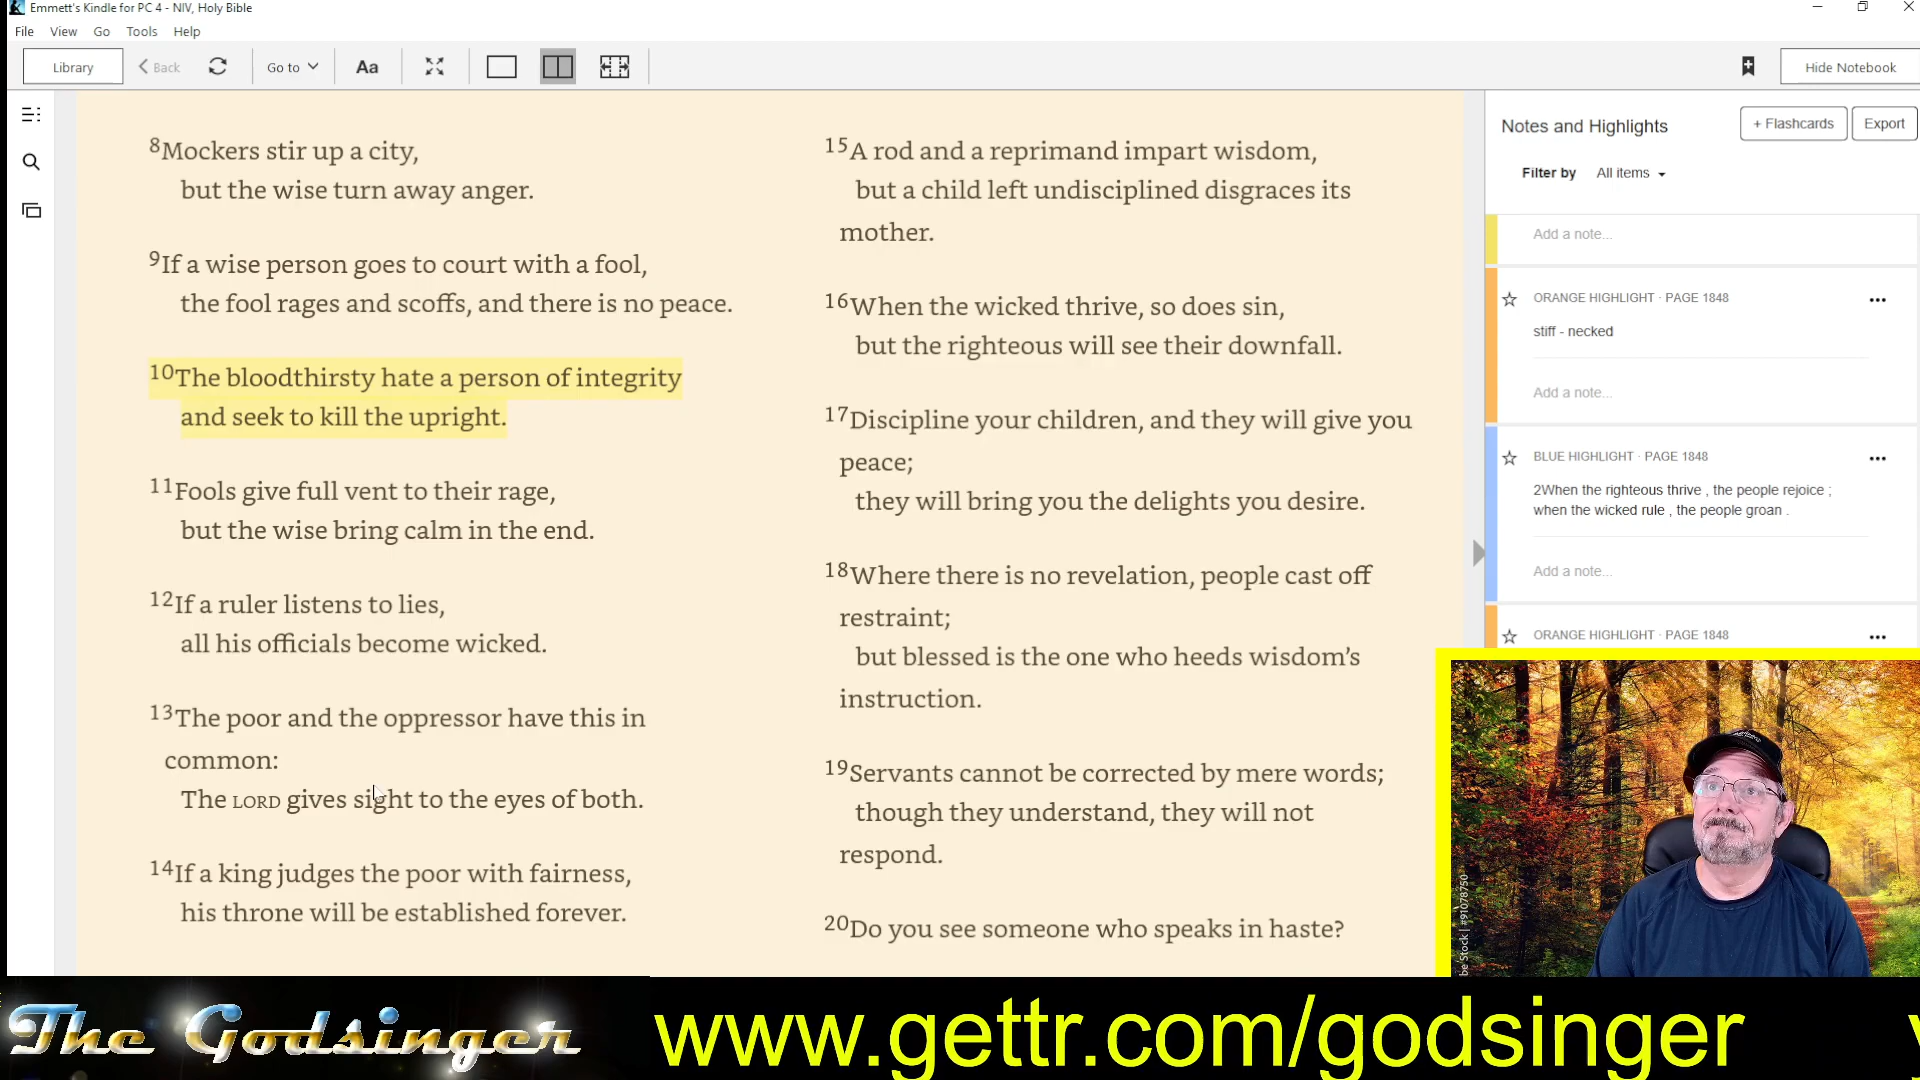 Emmett's Kindle for PC 4 - NIV, Holy Bible
File View Go Tools Help
Library Back Go to Aa Hide Notebook
8Mockers stir up a city,
but the wise turn away anger.
9If a wise person goes to court with a fool,
the fool rages and scoffs, and there is no peace.
10The bloodthirsty hate a person of integrity
and seek to kill the upright.
11Fools give full vent to their rage,
but the wise bring calm in the end.
12If a ruler listens to lies,
all his officials become wicked.
13The poor and the oppressor have this in
common:
The LORD gives sight to the eyes of both.
14If a king judges the poor with fairness,
his throne will be established forever.
15A rod and a reprimand impart wisdom,
but a child left undisciplined disgraces its
mother.
16When the wicked thrive, so does sin,
but the righteous will see their downfall.
17Discipline your children, and they will give you
peace;
they will bring you the delights you desire.
18Where there is no revelation, people cast off
restraint;
but blessed is the one who heeds wisdom's
instruction.
19Servants cannot be corrected by mere words;
though they understand, they will not
respond.
20Do you see someone who speaks in haste?
Notes and Highlights + Flashcards Export
Filter by All items
Add a note...
ORANGE HIGHLIGHT · PAGE 1848
stiff - necked
Add a note...
BLUE HIGHLIGHT · PAGE 1848
2When the righteous thrive , the people rejoice ;
when the wicked rule , the people groan .
Add a note...
ORANGE HIGHLIGHT · PAGE 1848
be Stock | #91078750
The Godsinger www.gettr.com/godsinger